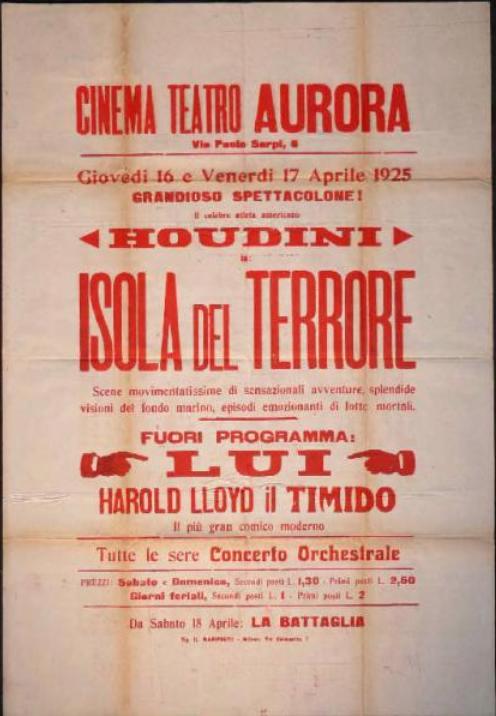 CINEMA TEATRO AURORA
Via Paolo Sarpi, 6
Giovedì 16 e Venerdì 17 Aprile 1925
GRANDIOSO SPETTACOLONE!
Il celebre atleta americano
HOUDINI
in:
ISOLA DEL TERRORE
Scene movimentatissime di sensazionali avventure, splendide
visioni del fondo marino, episodi emozionanti di lotte mortali.
FUORI PROGRAMMA:
LUI
HAROLD LLOYD il TIMIDO
Il più gran comico moderno
Tutte le sere Concerto Orchestrale
PREZZI: Sabato e Domenica, Secondi posti L. 1,30 - Primi posti L. 2,60
Giorni feriali, Secondi posti L. 1 - Primi posti L. 2
Da Sabato 18 Aprile: LA BATTAGLIA